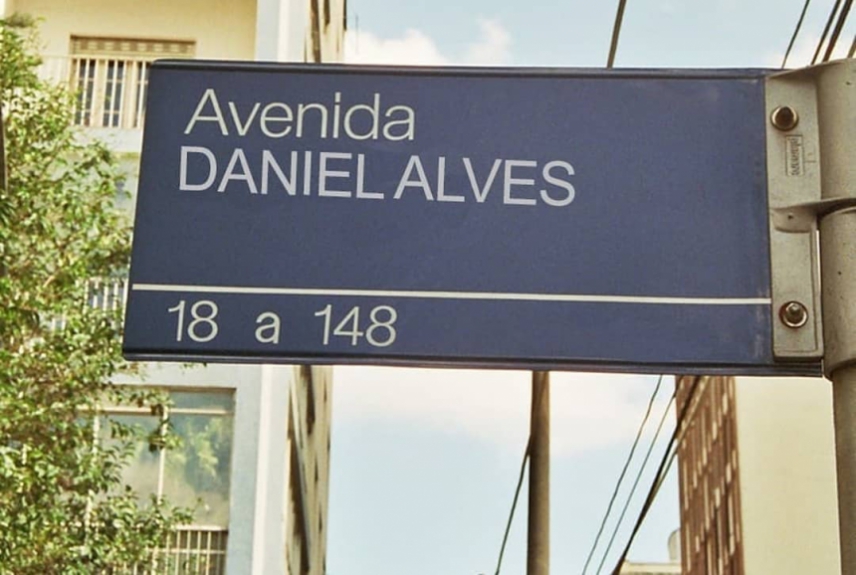 Avenida
DANIEL ALVES
18 a 148